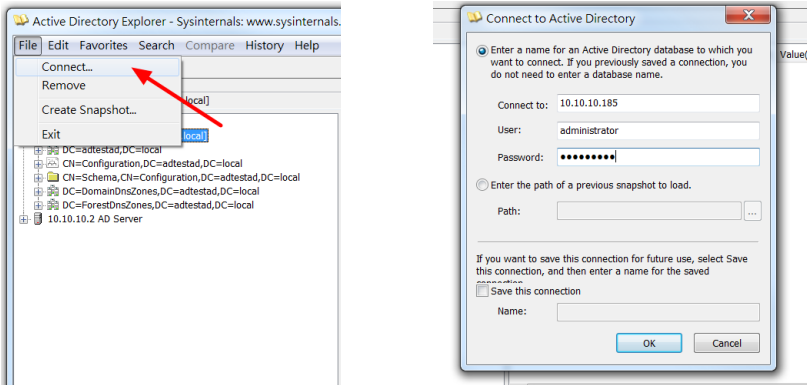 Active Directory Explorer - Sysinternals: www.sysinternals.
File Edit Favorites Search Compare History Help
Connect...
Remove
Create Snapshot...
Exit
local]
local]
DC=adtestad,DC=local
CN=Configuration,DC=adtestad,DC=local
CN=Schema,CN=Configuration,DC=adtestad,DC=local
DC=DomainDnsZones,DC=adtestad,DC=local
DC=ForestDnsZones,DC=adtestad,DC=local
10.10.10.2 AD Server
Connect to Active Directory
Value(
Enter a name for an Active Directory database to which you
want to connect. If you previously saved a connection, you
do not need to enter a database name.
Connect to: 10.10.10.185
User: administrator
Password: ●●●●●●●●●
Enter the path of a previous snapshot to load.
Path: ...
If you want to save this connection for future use, select Save
this connection, and then enter a name for the saved
Save this connection
Name:
OK Cancel